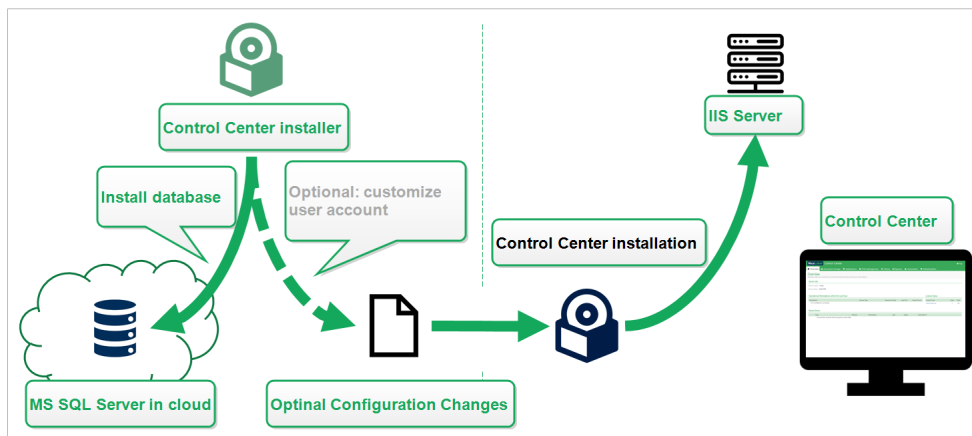 Control Center installer
IIS Server
Install database
Optional: customize
user account
Control Center
Control Center installation
MS SQL Server in cloud
Optinal Configuration Changes